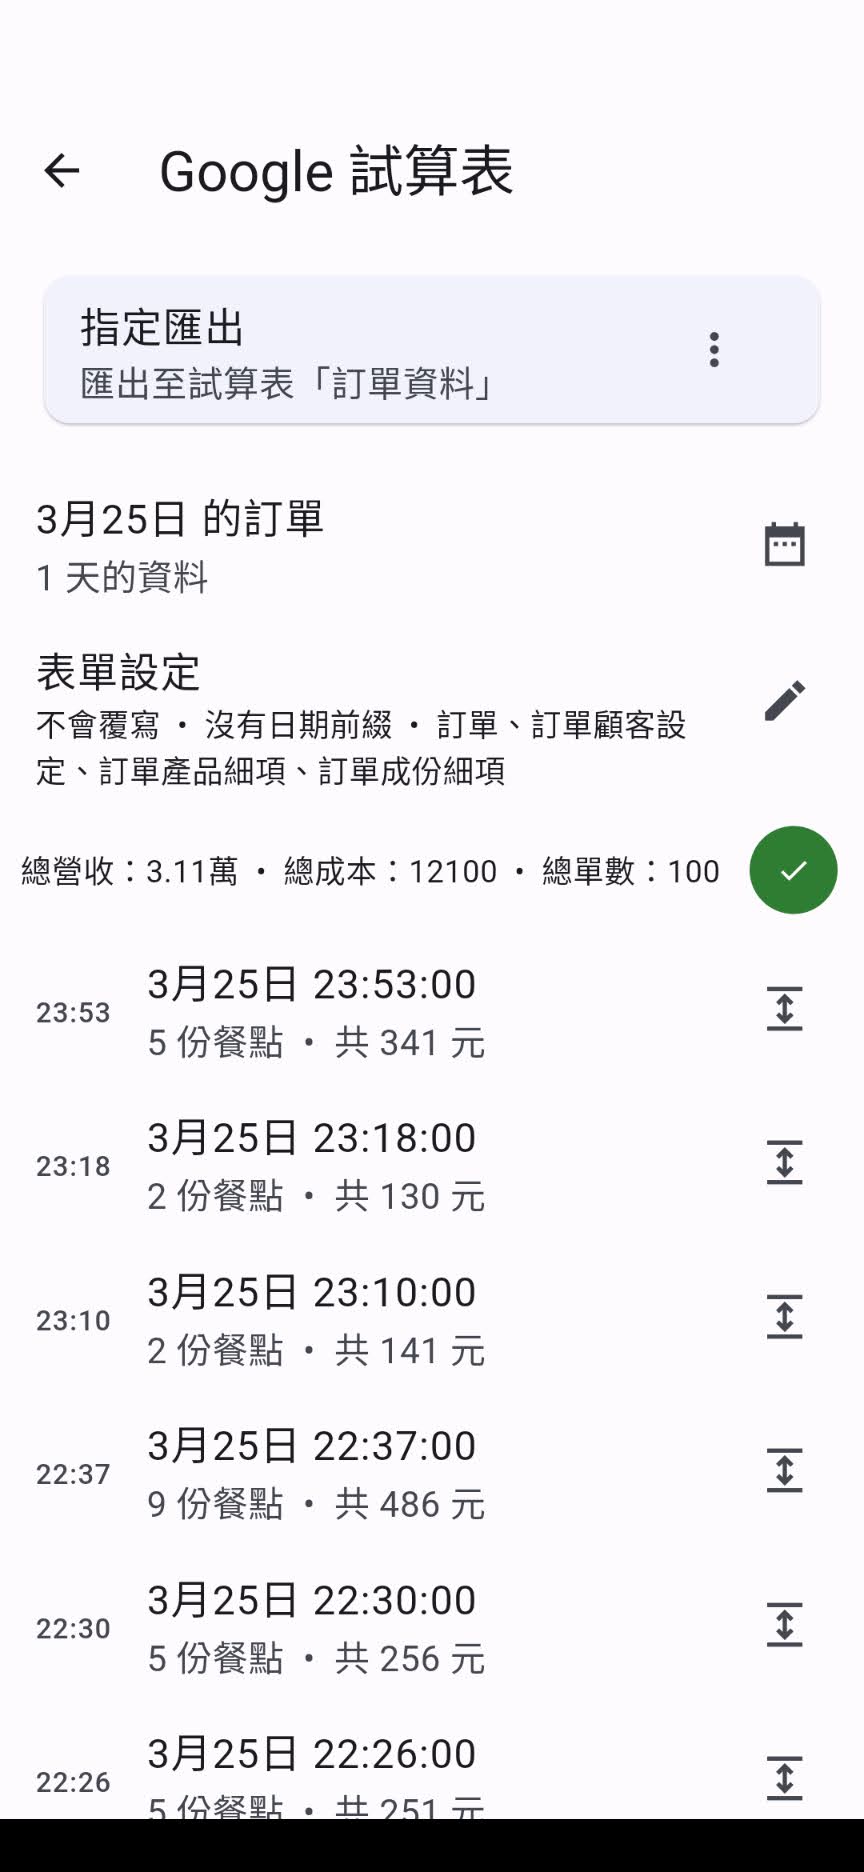 Google 試算表
指定匯出
匯出至試算表「訂單資料」
3月25日 的訂單
1 天的資料
表單設定
不會覆寫 • 沒有日期前綴 • 訂單、訂單顧客設
定、訂單產品細項、訂單成份細項
總營收：3.11萬 • 總成本：12100 • 總單數：100
23:53
3月25日 23:53:00
5 份餐點 • 共 341 元
23:18
3月25日 23:18:00
2 份餐點 • 共 130 元
23:10
3月25日 23:10:00
2 份餐點 • 共 141 元
22:37
3月25日 22:37:00
9 份餐點 • 共 486 元
22:30
3月25日 22:30:00
5 份餐點 • 共 256 元
22:26
3月25日 22:26:00
5 份餐點 • 共 251 元